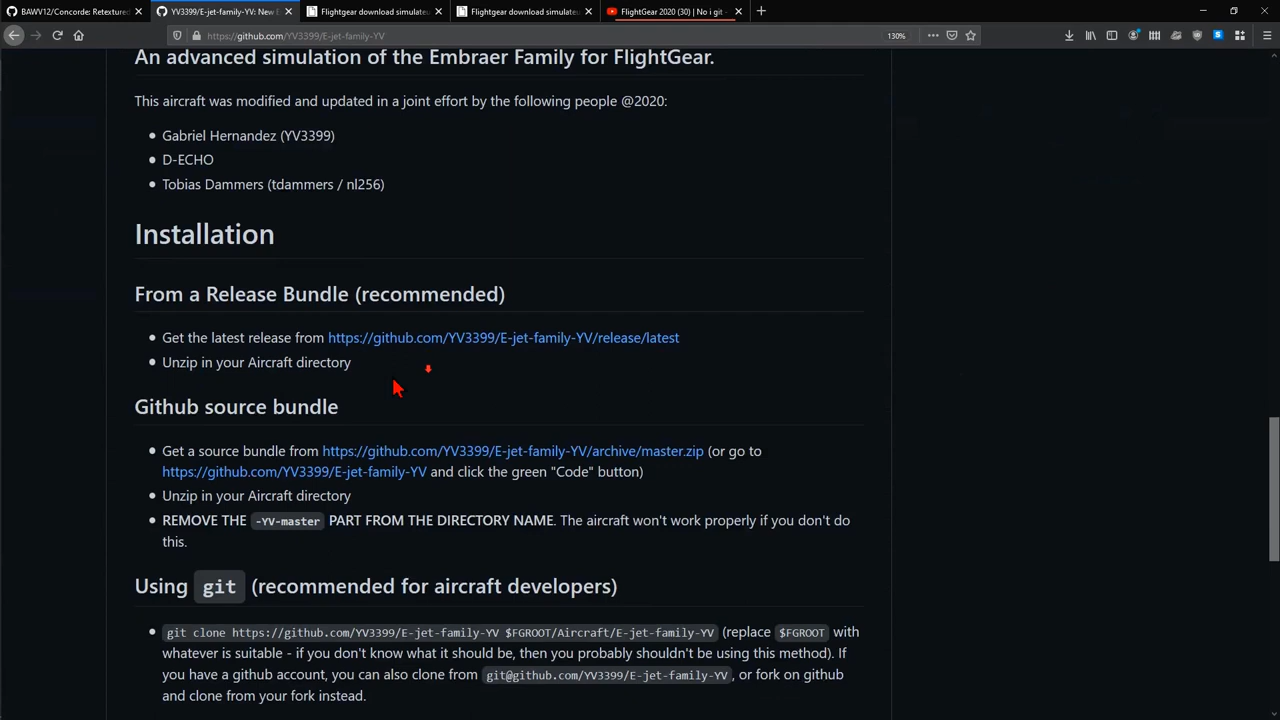 BAWV12/Concorde: Retextured
YV3399/E-jet-family-YV: New E
Flightgear download simulateu
Flightgear download simulateu
FlightGear 2020 (30) | No i git -
https://github.com/YV3399/E-jet-family-YV
130%
An advanced simulation of the Embraer Family for FlightGear.
This aircraft was modified and updated in a joint effort by the following people @2020:
Gabriel Hernandez (YV3399)
D-ECHO
Tobias Dammers (tdammers / nl256)
Installation
From a Release Bundle (recommended)
Get the latest release from https://github.com/YV3399/E-jet-family-YV/release/latest
Unzip in your Aircraft directory
Github source bundle
Get a source bundle from https://github.com/YV3399/E-jet-family-YV/archive/master.zip (or go to
https://github.com/YV3399/E-jet-family-YV and click the green "Code" button)
Unzip in your Aircraft directory
REMOVE THE -YV-master PART FROM THE DIRECTORY NAME. The aircraft won't work properly if you don't do
this.
Using git (recommended for aircraft developers)
git clone https://github.com/YV3399/E-jet-family-YV $FGROOT/Aircraft/E-jet-family-YV (replace $FGROOT with
whatever is suitable - if you don't know what it should be, then you probably shouldn't be using this method). If
you have a github account, you can also clone from git@github.com/YV3399/E-jet-family-YV, or fork on github
and clone from your fork instead.